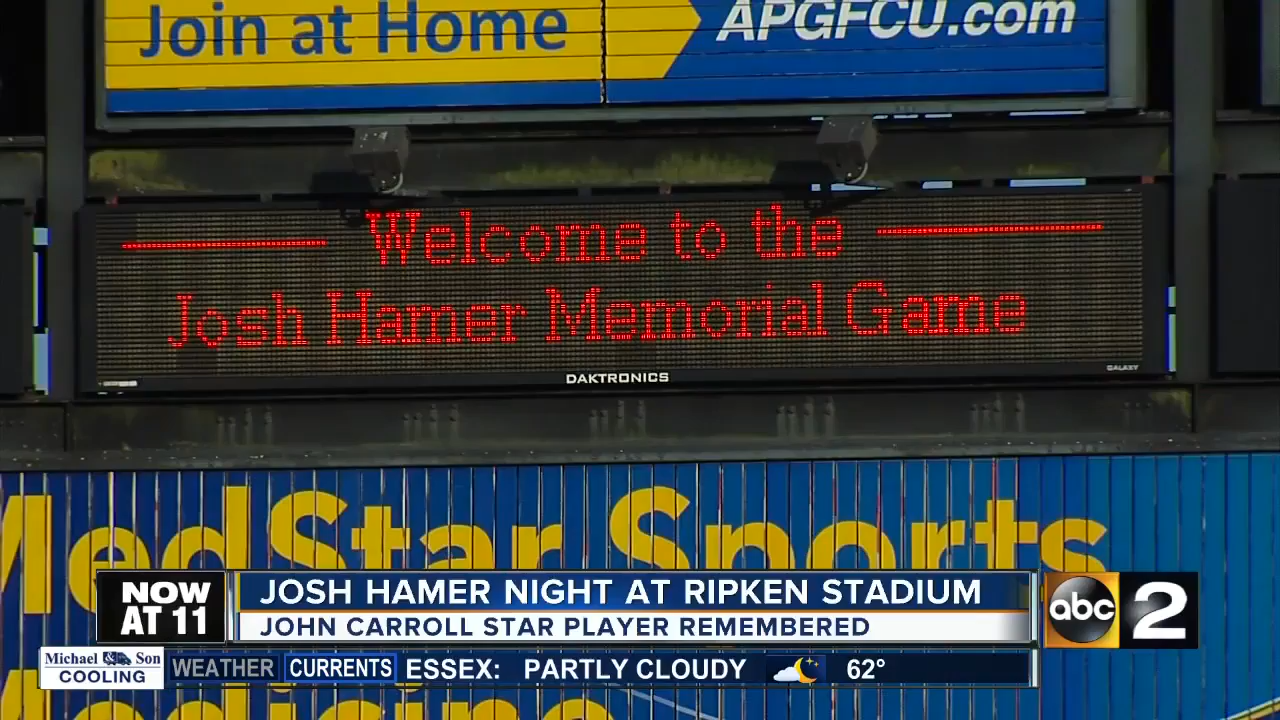 Join at Home
APGFCU.com
Welcome to the
Josh Hamer Memorial Game
DAKTRONICS
GALAXY
MedStar Sports
Medicine
NOW
AT 11
JOSH HAMER NIGHT AT RIPKEN STADIUM
JOHN CARROLL STAR PLAYER REMEMBERED
abc 2
Michael & Son
COOLING
WEATHER CURRENTS ESSEX: PARTLY CLOUDY 62°